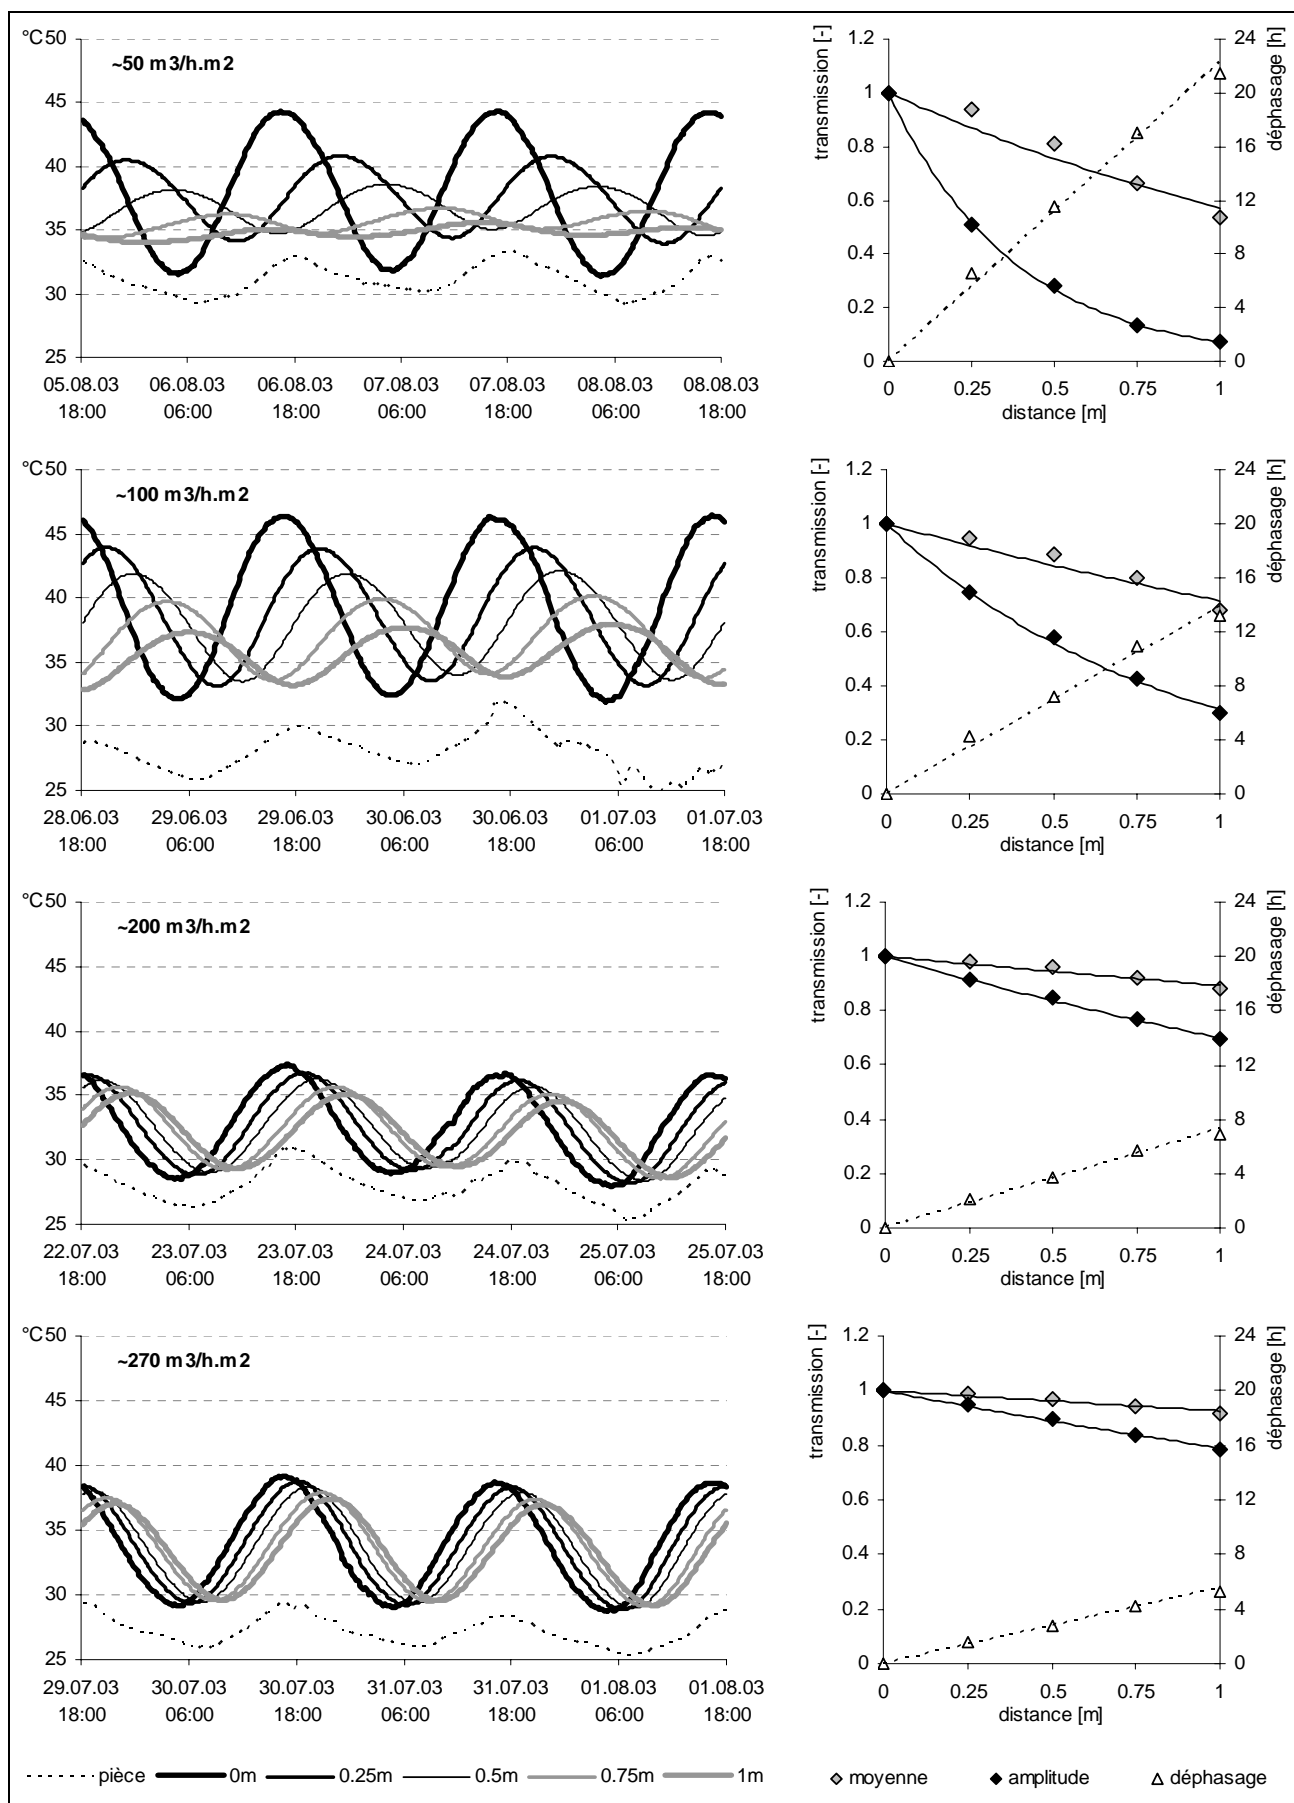 °C 50
~50 m3/h.m2
45
40
35
30
25
05.08.03 06.08.03 06.08.03 07.08.03 07.08.03 08.08.03 08.08.03
18:00 06:00 18:00 06:00 18:00 06:00 18:00
transmission [-]
déphasage [h]
1.2 24
1 20
0.8 16
0.6 12
0.4 8
0.2 4
0 0
0 0.25 0.5 0.75 1
distance [m]
°C 50
~100 m3/h.m2
45
40
35
30
25
28.06.03 29.06.03 29.06.03 30.06.03 30.06.03 01.07.03 01.07.03
18:00 06:00 18:00 06:00 18:00 06:00 18:00
transmission [-]
déphasage [h]
1.2 24
1 20
0.8 16
0.6 12
0.4 8
0.2 4
0 0
0 0.25 0.5 0.75 1
distance [m]
°C 50
~200 m3/h.m2
45
40
35
30
25
22.07.03 23.07.03 23.07.03 24.07.03 24.07.03 25.07.03 25.07.03
18:00 06:00 18:00 06:00 18:00 06:00 18:00
transmission [-]
déphasage [h]
1.2 24
1 20
0.8 16
0.6 12
0.4 8
0.2 4
0 0
0 0.25 0.5 0.75 1
distance [m]
°C 50
~270 m3/h.m2
45
40
35
30
25
29.07.03 30.07.03 30.07.03 31.07.03 31.07.03 01.08.03 01.08.03
18:00 06:00 18:00 06:00 18:00 06:00 18:00
transmission [-]
déphasage [h]
1.2 24
1 20
0.8 16
0.6 12
0.4 8
0.2 4
0 0
0 0.25 0.5 0.75 1
distance [m]
pièce 0m 0.25m 0.5m 0.75m 1m
moyenne amplitude déphasage